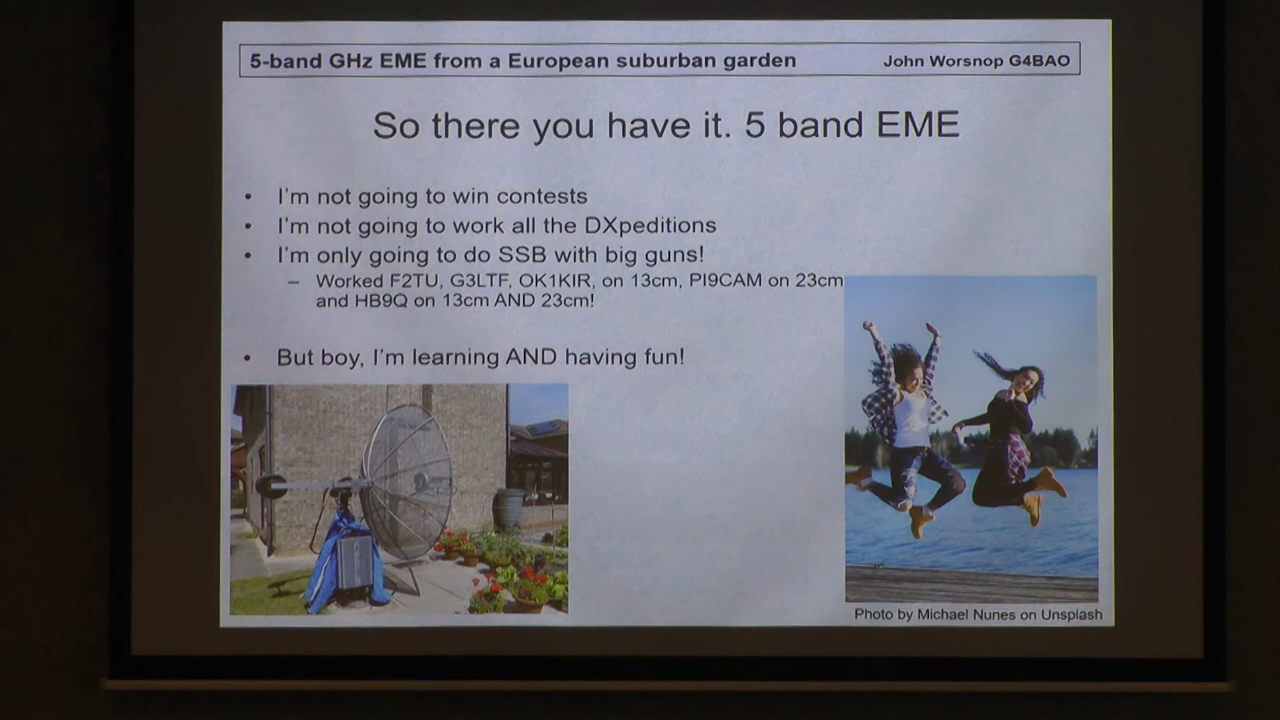 5-band GHz EME from a European suburban garden John Worsnop G4BAO
So there you have it. 5 band EME
• I'm not going to win contests
• I'm not going to work all the DXpeditions
• I'm only going to do SSB with big guns!
– Worked F2TU, G3LTF, OK1KIR, on 13cm, PI9CAM on 23cm
and HB9Q on 13cm AND 23cm!
• But boy, I'm learning AND having fun!
Photo by Michael Nunes on Unsplash